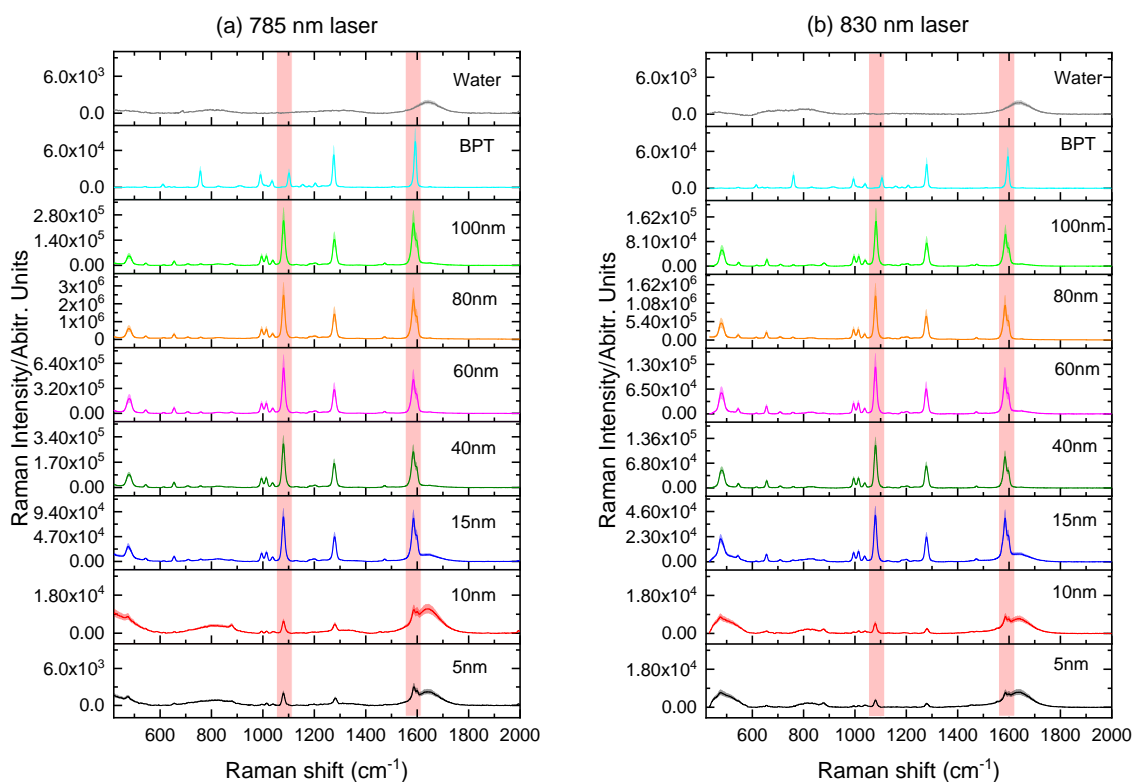 (a) 785 nm laser
Raman Intensity/Abitr. Units
6.0x10³
0.0
Water
6.0x10⁴
0.0
BPT
2.80x10⁵
1.40x10⁵
0.00
100nm
3x10⁶
2x10⁶
1x10⁶
0
80nm
6.40x10⁵
3.20x10⁵
0.00
60nm
3.40x10⁵
1.70x10⁵
0.00
40nm
9.40x10⁴
4.70x10⁴
0.00
15nm
1.80x10⁴
0.00
10nm
6.0x10³
0.0
5nm
600 800 1000 1200 1400 1600 1800 2000
Raman shift (cm⁻¹)
(b) 830 nm laser
Raman Intensity/Abitr. Units
6.0x10³
0.0
Water
6.0x10⁴
0.0
BPT
1.62x10⁵
8.10x10⁴
0.00
100nm
1.62x10⁶
1.08x10⁶
5.40x10⁵
0.00
80nm
1.30x10⁵
6.50x10⁴
0.00
60nm
1.36x10⁵
6.80x10⁴
0.00
40nm
4.60x10⁴
2.30x10⁴
0.00
15nm
1.80x10⁴
0.00
10nm
1.80x10⁴
0.00
5nm
600 800 1000 1200 1400 1600 1800 2000
Raman shift (cm⁻¹)